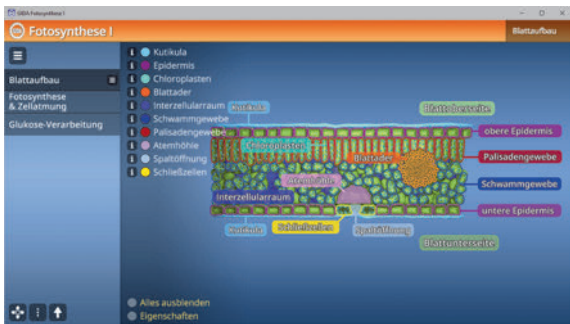 GIDA Fotosynthese I
Fotosynthese I
Blattaufbau
Blattaufbau
Fotosynthese
& Zellatmung
Glukose-Verarbeitung
Kutikula
Epidermis
Chloroplasten
Blattader
Interzellularraum
Schwammgewebe
Palisadengewebe
Atemhöhle
Spaltöffnung
Schließzellen
Kutikula
Blattoberseite
obere Epidermis
Chloroplasten
Blattader
Palisadengewebe
Atemhöhle
Schwammgewebe
Interzellularraum
untere Epidermis
Kutikula
Schließzellen
Spaltöffnung
Blattunterseite
Alles ausblenden
Eigenschaften